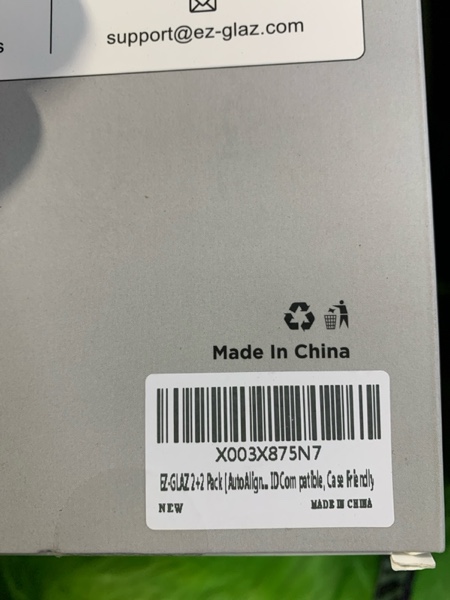 s
support@ez-glaz.com
Made In China
X003X875N7
EZ-GLAZ 2+2 Pack [AutoAlign... ID Compatible, Case Friendly
NEW MADE IN CHINA